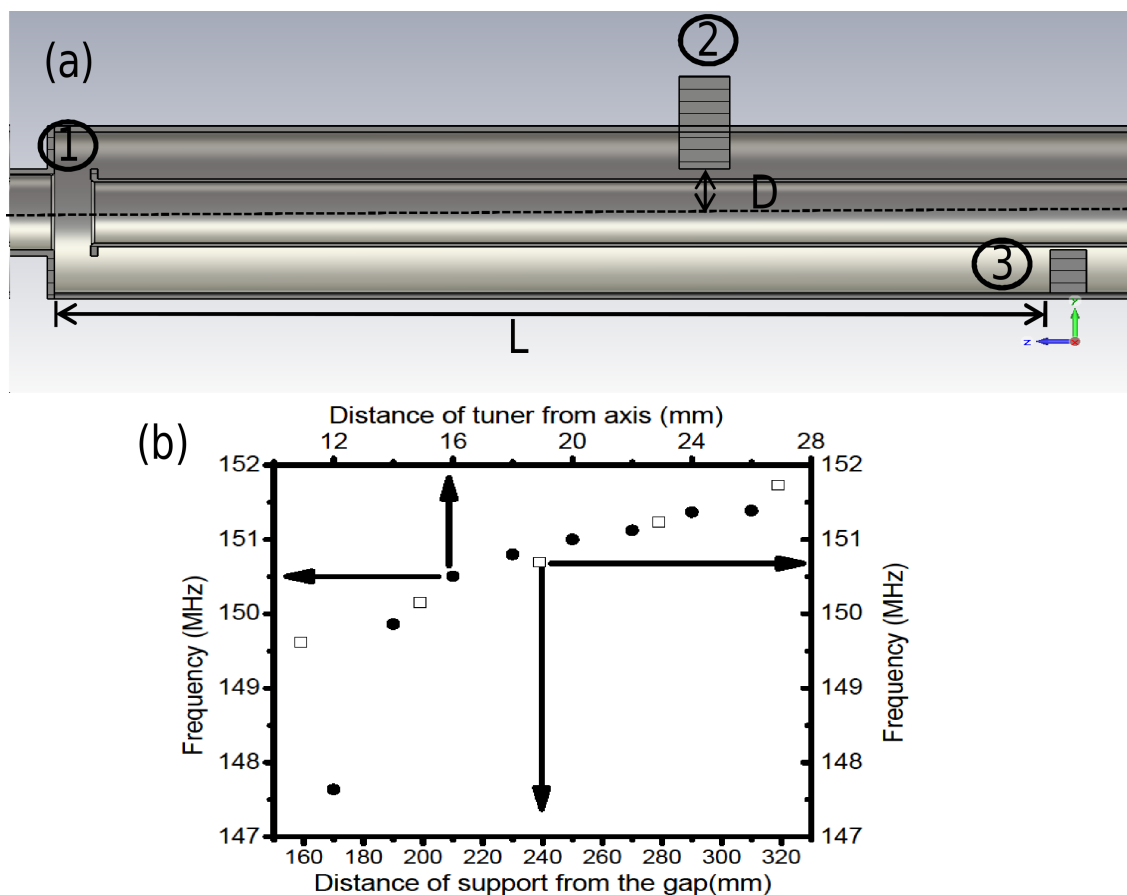 (a)
1
2
D
3
L
y
z
x
(b)
Distance of tuner from axis (mm)
12 16 20 24 28
152 152
151 151
150 150
149 149
148 148
147 147
Frequency (MHz)
Frequency (MHz)
160 180 200 220 240 260 280 300 320
Distance of support from the gap(mm)